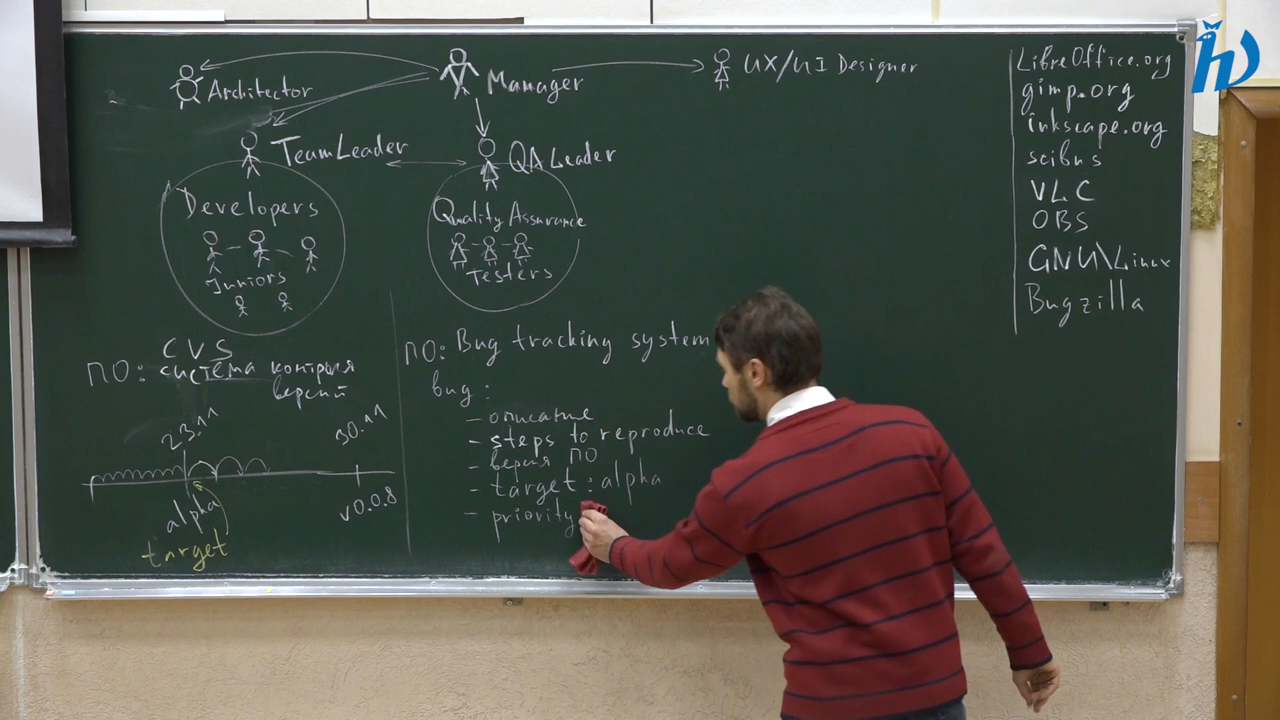 Architector
Manager
UX/UI Designer
TeamLeader
QA Leader
Developers
Juniors
Quality Assurance
Testers
ПО: CVS
система контроля
версий
23.11
30.11
alpha
v0.0.8
target
ПО: Bug tracking system
баг:
- описание
- steps to reproduce
- версия ПО
- target: alpha
- priority
LibreOffice.org
gimp.org
inkscape.org
scibus
VLC
OBS
GNU\Linux
Bugzilla